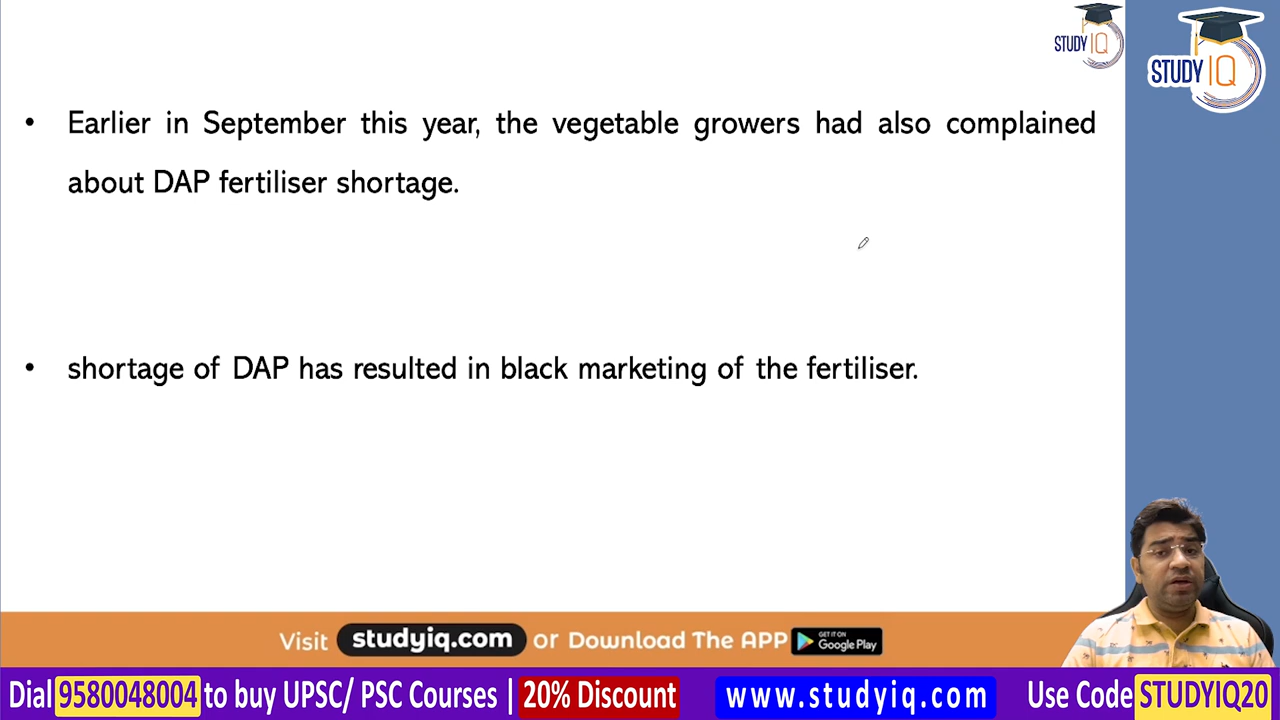 STUDY IQ
STUDY IQ
• Earlier in September this year, the vegetable growers had also complained
about DAP fertiliser shortage.
• shortage of DAP has resulted in black marketing of the fertiliser.
Visit studyiq.com or Download The APP GET IT ON Google Play
Dial 9580048004 to buy UPSC/ PSC Courses | 20% Discount www.studyiq.com Use Code STUDYIQ20